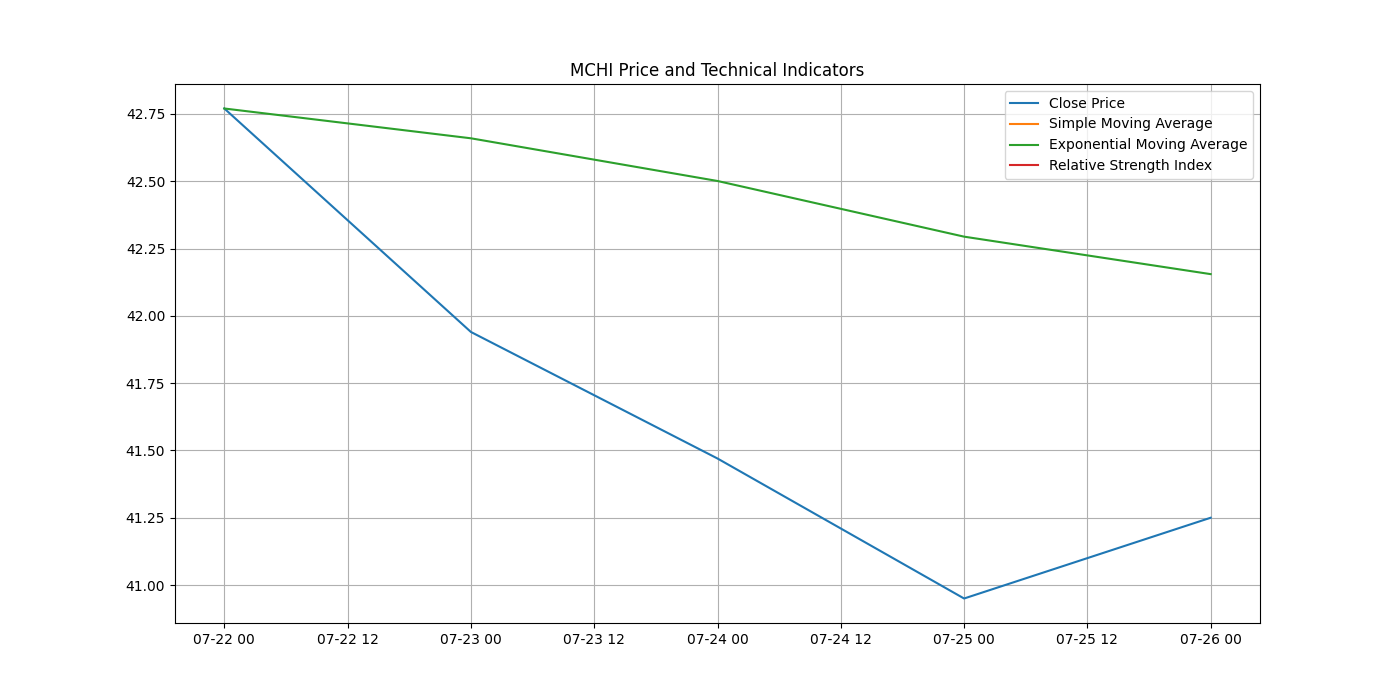 MCHI Price and Technical Indicators
Close Price
Simple Moving Average
Exponential Moving Average
Relative Strength Index
42.75
42.50
42.25
42.00
41.75
41.50
41.25
41.00
07-22 00 07-22 12 07-23 00 07-23 12 07-24 00 07-24 12 07-25 00 07-25 12 07-26 00